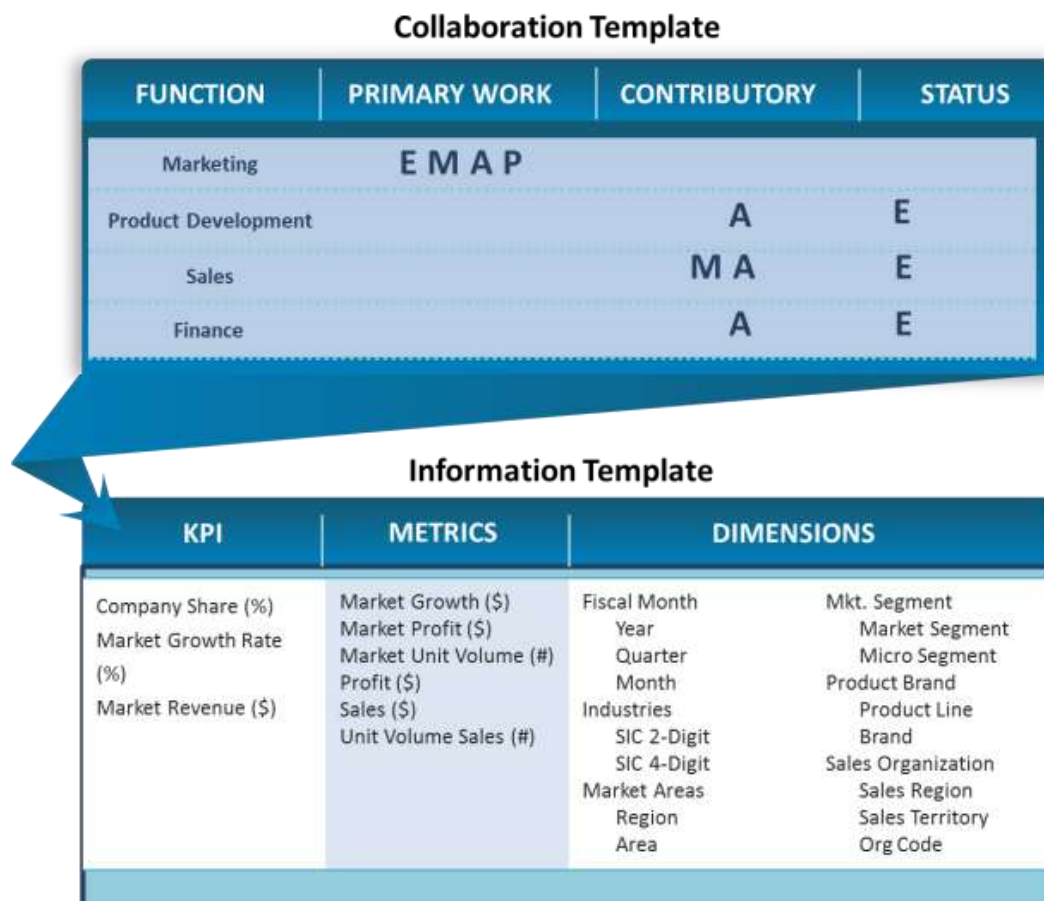 Collaboration Template
FUNCTION PRIMARY WORK CONTRIBUTORY STATUS
Marketing E M A P
Product Development A E
Sales M A E
Finance A E
Information Template
KPI METRICS DIMENSIONS
Company Share (%)
Market Growth Rate
(%)
Market Revenue ($)
Market Growth ($)
Market Profit ($)
Market Unit Volume (#)
Profit ($)
Sales ($)
Unit Volume Sales (#)
Fiscal Month
Year
Quarter
Month
Industries
SIC 2-Digit
SIC 4-Digit
Market Areas
Region
Area
Mkt. Segment
Market Segment
Micro Segment
Product Brand
Product Line
Brand
Sales Organization
Sales Region
Sales Territory
Org Code